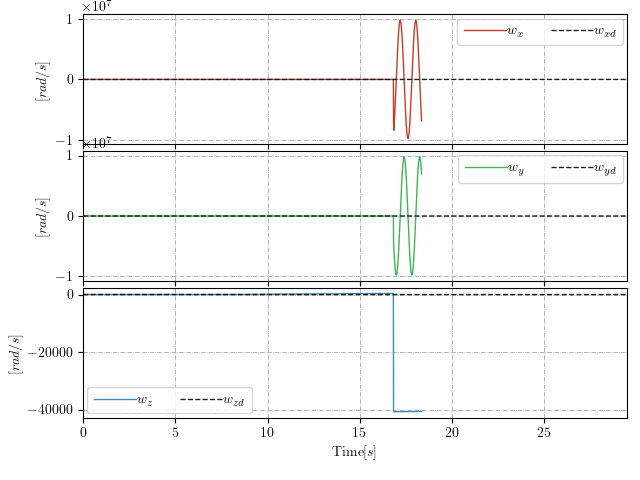 ×10⁷
1
0
−1
[rad/s]
w_x w_xd
×10⁷
1
0
−1
[rad/s]
w_y w_yd
0
−20000
−40000
[rad/s]
w_z w_zd
0 5 10 15 20 25
Time[s]